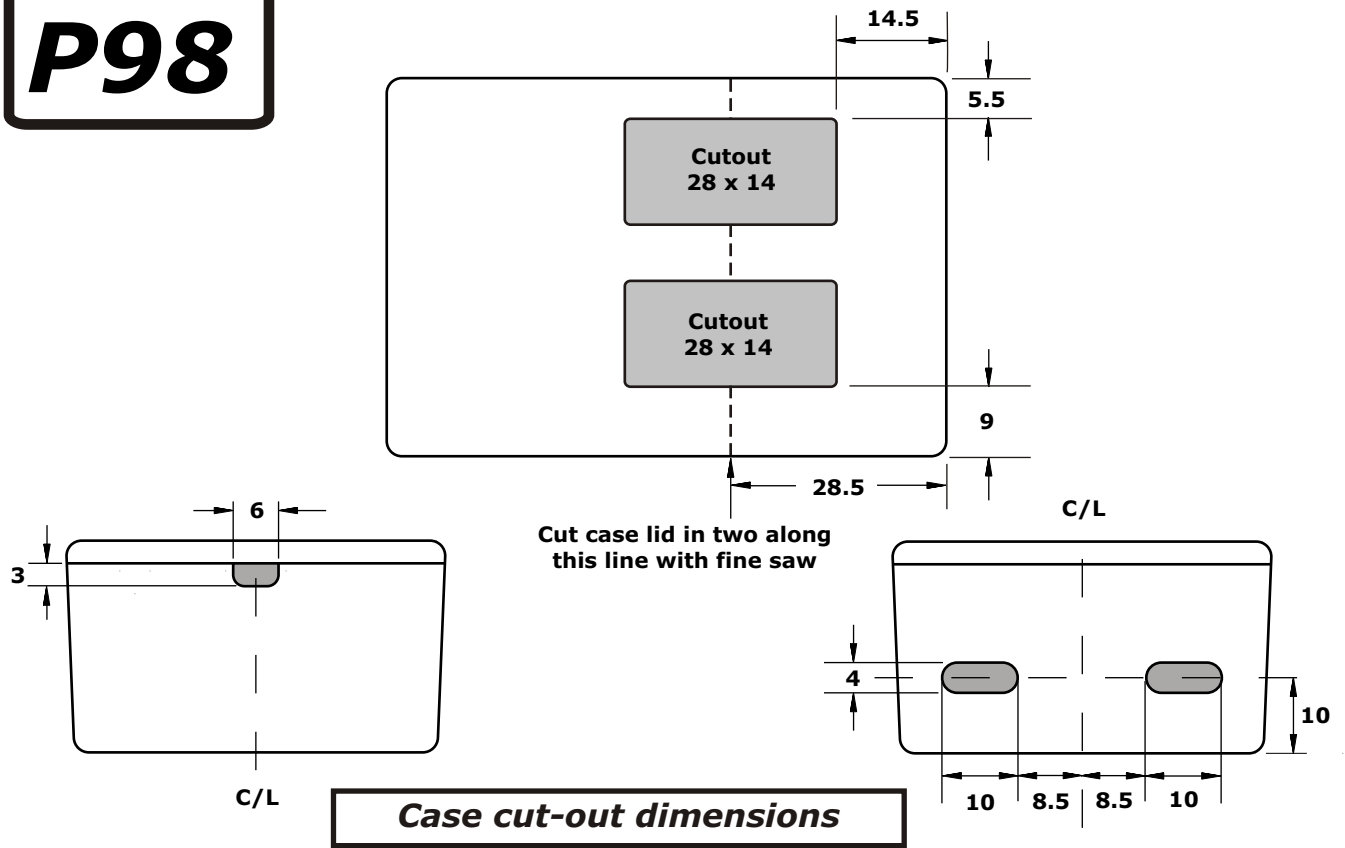 P98
14.5
5.5
Cutout
28 x 14
Cutout
28 x 14
9
28.5
Cut case lid in two along
this line with fine saw
6
3
C/L
C/L
4
10
10
8.5
8.5
10
Case cut-out dimensions